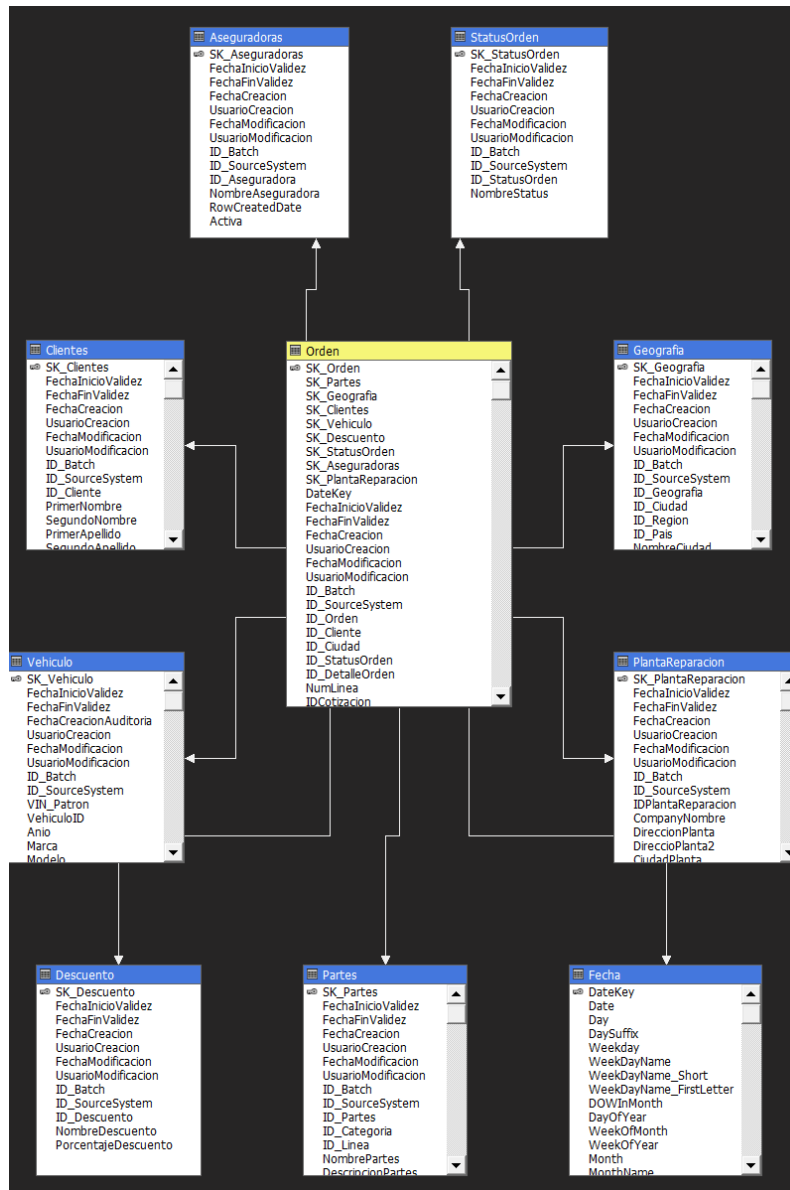 Aseguradoras
SK_Aseguradoras
FechaInicioValidez
FechaFinValidez
FechaCreacion
UsuarioCreacion
FechaModificacion
UsuarioModificacion
ID_Batch
ID_SourceSystem
ID_Aseguradora
NombreAseguradora
RowCreatedDate
Activa
StatusOrden
SK_StatusOrden
FechaInicioValidez
FechaFinValidez
FechaCreacion
UsuarioCreacion
FechaModificacion
UsuarioModificacion
ID_Batch
ID_SourceSystem
ID_StatusOrden
NombreStatus
Clientes
SK_Clientes
FechaInicioValidez
FechaFinValidez
FechaCreacion
UsuarioCreacion
FechaModificacion
UsuarioModificacion
ID_Batch
ID_SourceSystem
ID_Cliente
PrimerNombre
SegundoNombre
PrimerApellido
SegundoApellido
Orden
SK_Orden
SK_Partes
SK_Geografia
SK_Clientes
SK_Vehiculo
SK_Descuento
SK_StatusOrden
SK_Aseguradoras
SK_PlantaReparacion
DateKey
FechaInicioValidez
FechaFinValidez
FechaCreacion
UsuarioCreacion
FechaModificacion
UsuarioModificacion
ID_Batch
ID_SourceSystem
ID_Orden
ID_Cliente
ID_Ciudad
ID_StatusOrden
ID_DetalleOrden
NumLinea
IDCotizacion
Geografia
SK_Geografia
FechaInicioValidez
FechaFinValidez
FechaCreacion
UsuarioCreacion
FechaModificacion
UsuarioModificacion
ID_Batch
ID_SourceSystem
ID_Geografia
ID_Ciudad
ID_Region
ID_Pais
NombreCiudad
Vehiculo
SK_Vehiculo
FechaInicioValidez
FechaFinValidez
FechaCreacionAuditoria
UsuarioCreacion
FechaModificacion
UsuarioModificacion
ID_Batch
ID_SourceSystem
VIN_Patron
VehiculoID
Anio
Marca
Modelo
PlantaReparacion
SK_PlantaReparacion
FechaInicioValidez
FechaFinValidez
FechaCreacion
UsuarioCreacion
FechaModificacion
UsuarioModificacion
ID_Batch
ID_SourceSystem
IDPlantaReparacion
CompanyNombre
DireccionPlanta
DireccioPlanta2
CiudadPlanta
Descuento
SK_Descuento
FechaInicioValidez
FechaFinValidez
FechaCreacion
UsuarioCreacion
FechaModificacion
UsuarioModificacion
ID_Batch
ID_SourceSystem
ID_Descuento
NombreDescuento
PorcentajeDescuento
Partes
SK_Partes
FechaInicioValidez
FechaFinValidez
FechaCreacion
UsuarioCreacion
FechaModificacion
UsuarioModificacion
ID_Batch
ID_SourceSystem
ID_Partes
ID_Categoria
ID_Linea
NombrePartes
DescripcionPartes
Fecha
DateKey
Date
Day
DaySuffix
Weekday
WeekDayName
WeekDayName_Short
WeekDayName_FirstLetter
DOWInMonth
DayOfYear
WeekOfMonth
WeekOfYear
Month
MonthName